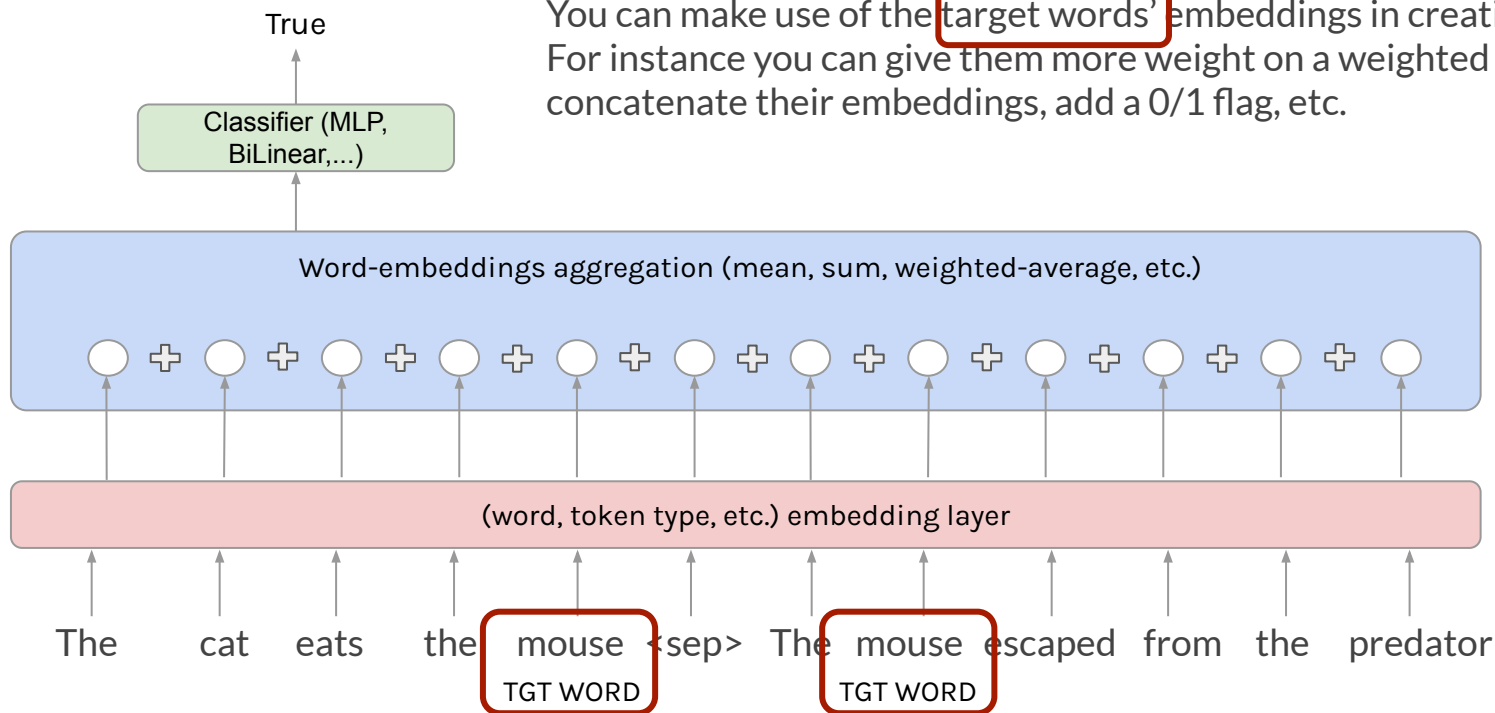 You can make use of the target words' embeddings in creati
For instance you can give them more weight on a weighted
concatenate their embeddings, add a 0/1 flag, etc.
True
Classifier (MLP,
BiLinear,...)
Word-embeddings aggregation (mean, sum, weighted-average, etc.)
(word, token type, etc.) embedding layer
The cat eats the mouse <sep> The mouse escaped from the predator
TGT WORD TGT WORD